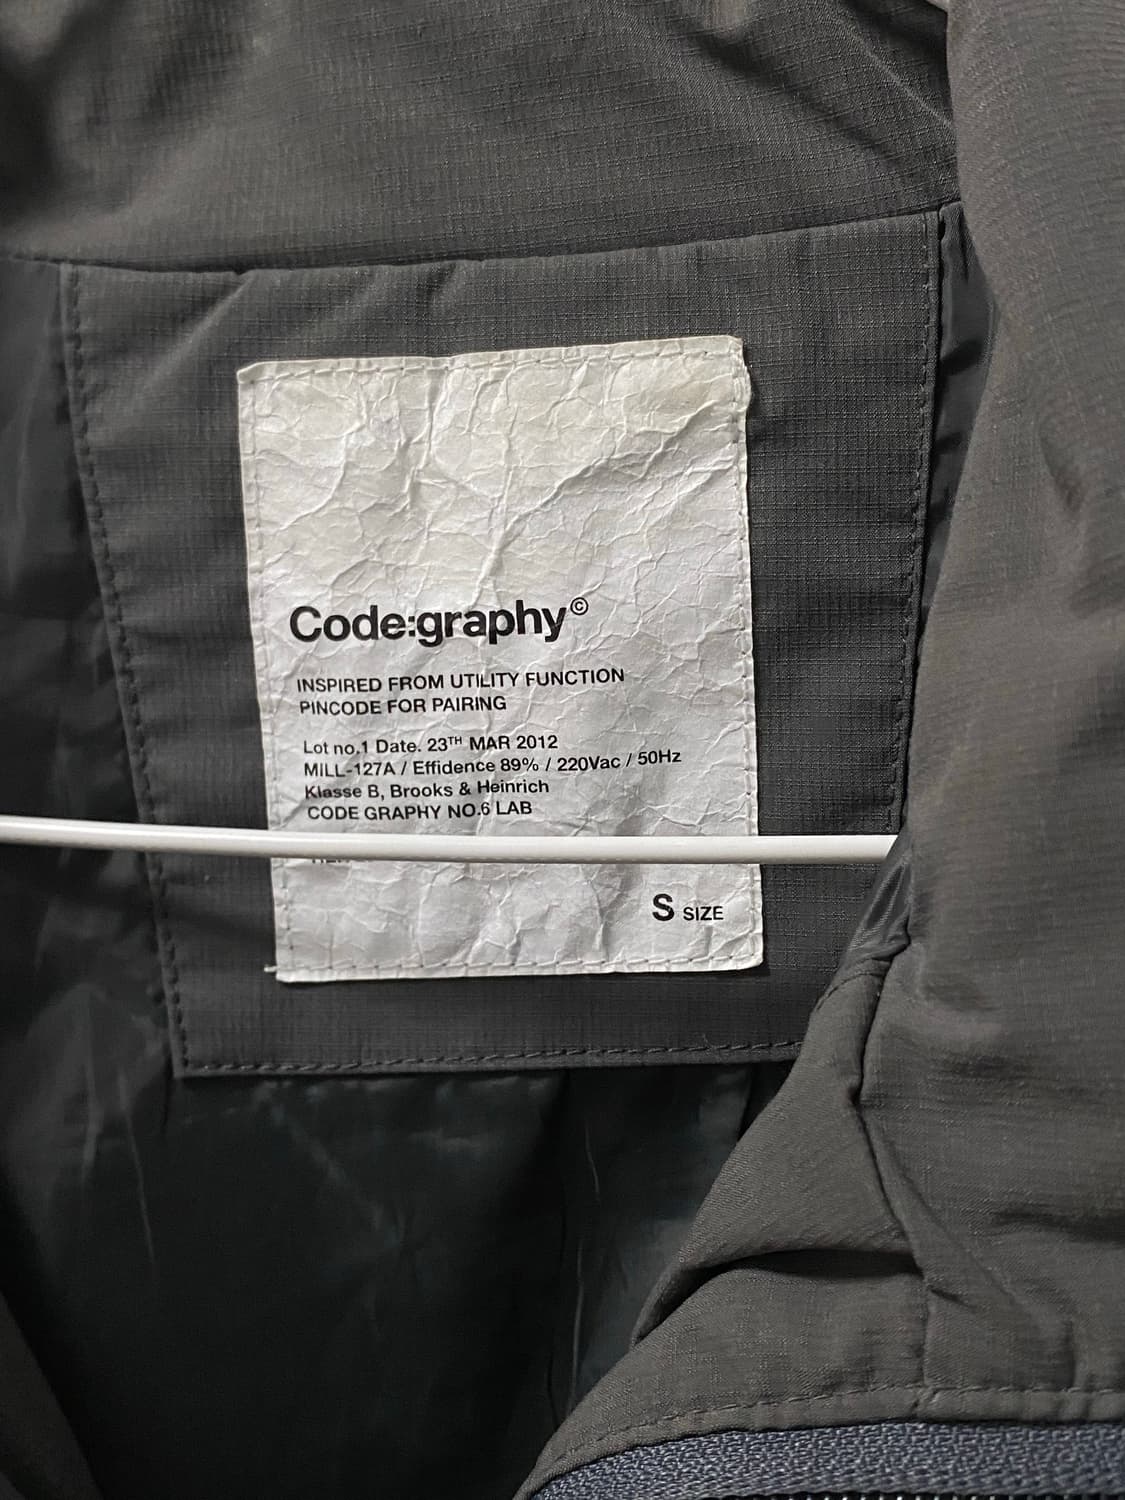 Code:graphy©
INSPIRED FROM UTILITY FUNCTION
PINCODE FOR PAIRING
Lot no.1 Date. 23TH MAR 2012
MILL-127A / Effidence 89% / 220Vac / 50Hz
Klasse B, Brooks & Heinrich
CODE GRAPHY NO.6 LAB
S SIZE